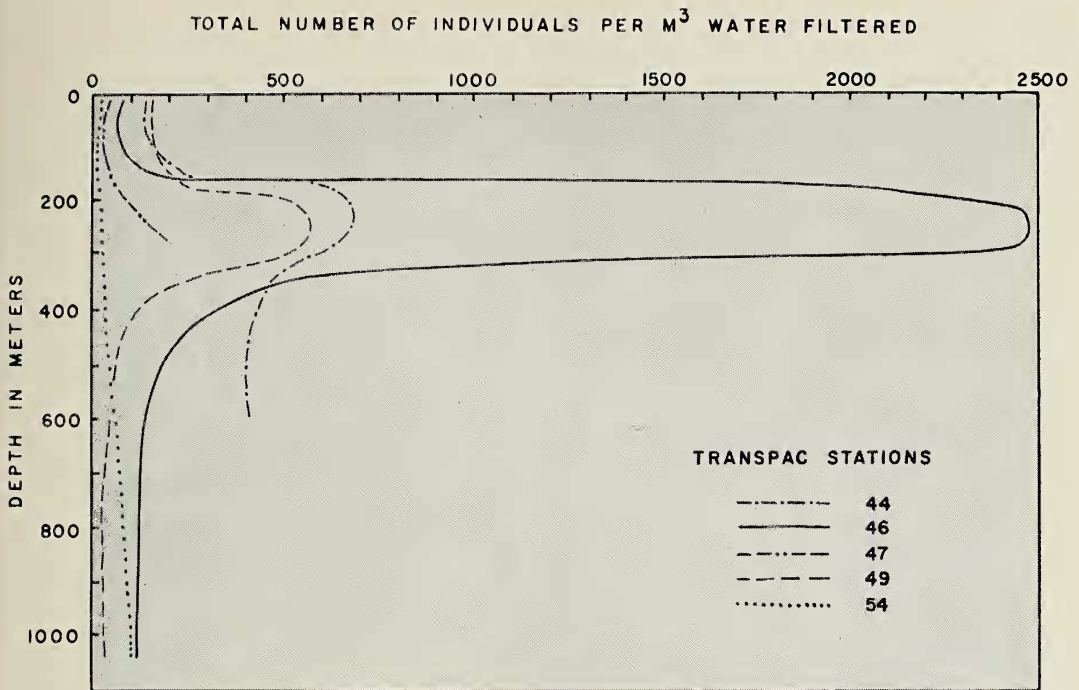 TOTAL NUMBER OF INDIVIDUALS PER M³ WATER FILTERED
0 500 1000 1500 2000 2500
0
200
400
600
800
1000
DEPTH IN METERS
TRANSPAC STATIONS
44
46
47
49
54